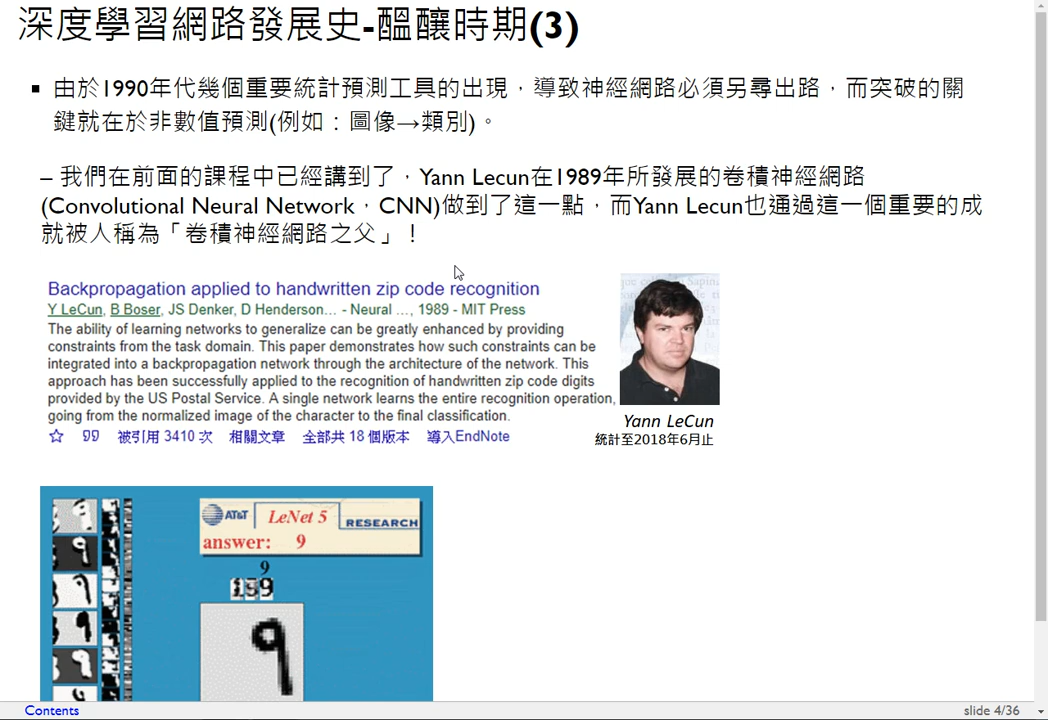 深度學習網路發展史-醞釀時期(3)
▪ 由於1990年代幾個重要統計預測工具的出現，導致神經網路必須另尋出路，而突破的關
鍵就在於非數值預測(例如：圖像→類別)。
– 我們在前面的課程中已經講到了，Yann Lecun在1989年所發展的卷積神經網路
(Convolutional Neural Network，CNN)做到了這一點，而Yann Lecun也通過這一個重要的成
就被人稱為「卷積神經網路之父」！
Backpropagation applied to handwritten zip code recognition
Y LeCun, B Boser, JS Denker, D Henderson… - Neural …, 1989 - MIT Press
The ability of learning networks to generalize can be greatly enhanced by providing
constraints from the task domain. This paper demonstrates how such constraints can be
integrated into a backpropagation network through the architecture of the network. This
approach has been successfully applied to the recognition of handwritten zip code digits
provided by the US Postal Service. A single network learns the entire recognition operation,
going from the normalized image of the character to the final classification.
被引用 3410 次 相關文章 全部共 18 個版本 導入EndNote
Yann LeCun
統計至2018年6月止
AT&T LeNet 5 RESEARCH
answer: 9
9
159
9
Contents
slide 4/36